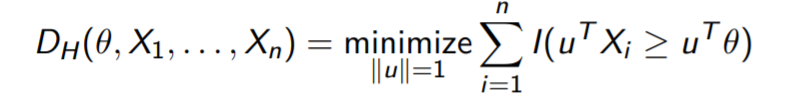 D_H(θ, X_1, . . . , X_n) = minimize_{‖u‖=1} ∑_{i=1}^{n} I(u^T X_i ≥ u^T θ)